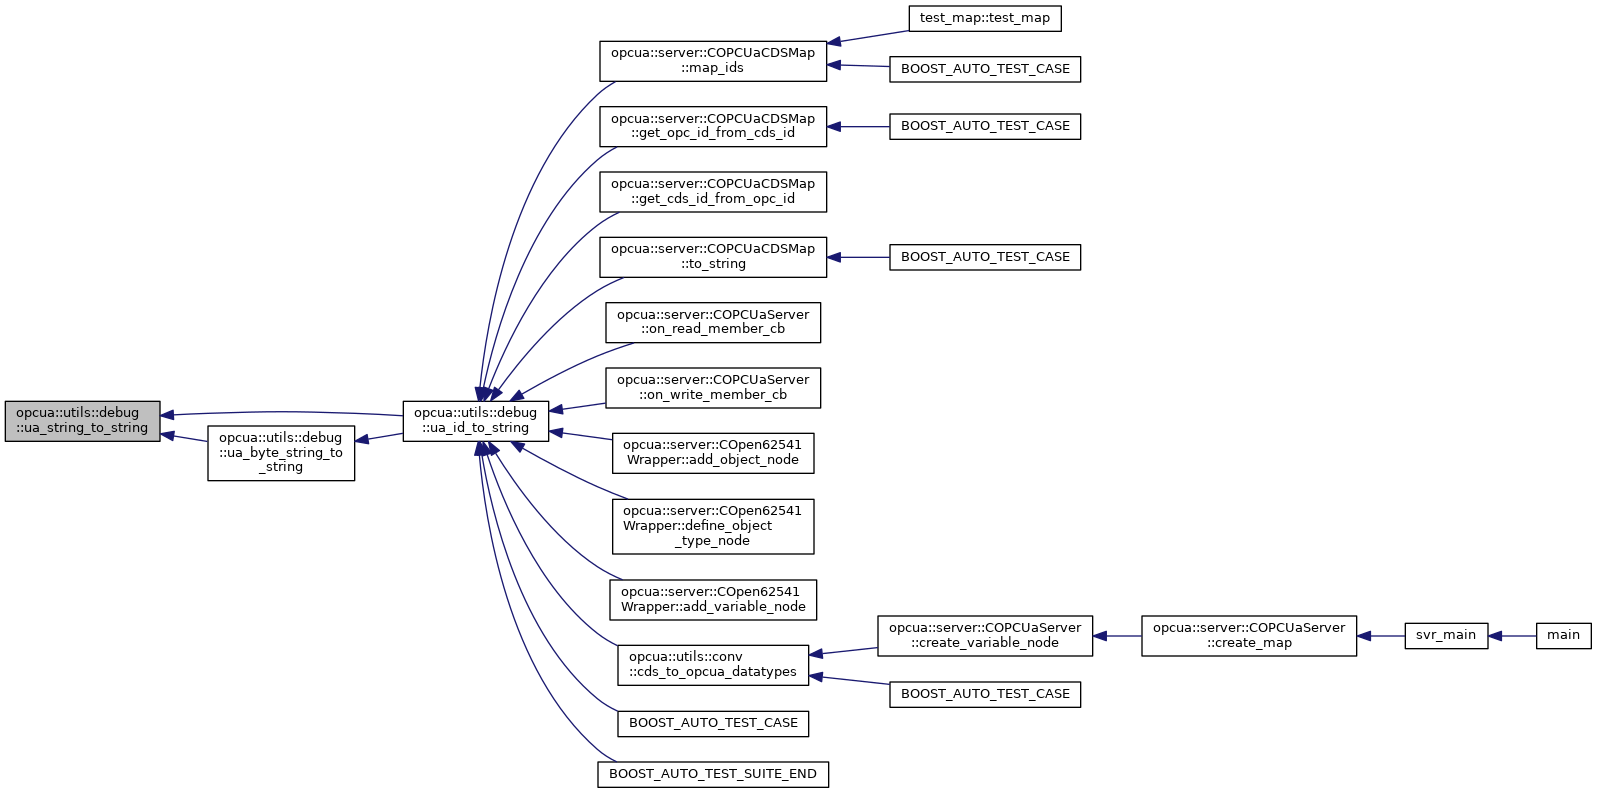 test_map::test_map
opcua::server::COPCUaCDSMap
::map_ids
BOOST_AUTO_TEST_CASE
opcua::server::COPCUaCDSMap
::get_opc_id_from_cds_id
BOOST_AUTO_TEST_CASE
opcua::server::COPCUaCDSMap
::get_cds_id_from_opc_id
opcua::server::COPCUaCDSMap
::to_string
BOOST_AUTO_TEST_CASE
opcua::server::COPCUaServer
::on_read_member_cb
opcua::server::COPCUaServer
::on_write_member_cb
opcua::utils::debug
::ua_string_to_string
opcua::utils::debug
::ua_id_to_string
opcua::utils::debug
::ua_byte_string_to
_string
opcua::server::COpen62541
Wrapper::add_object_node
opcua::server::COpen62541
Wrapper::define_object
_type_node
opcua::server::COpen62541
Wrapper::add_variable_node
opcua::utils::conv
::cds_to_opcua_datatypes
opcua::server::COPCUaServer
::create_variable_node
opcua::server::COPCUaServer
::create_map
svr_main
main
BOOST_AUTO_TEST_CASE
BOOST_AUTO_TEST_CASE
BOOST_AUTO_TEST_SUITE_END